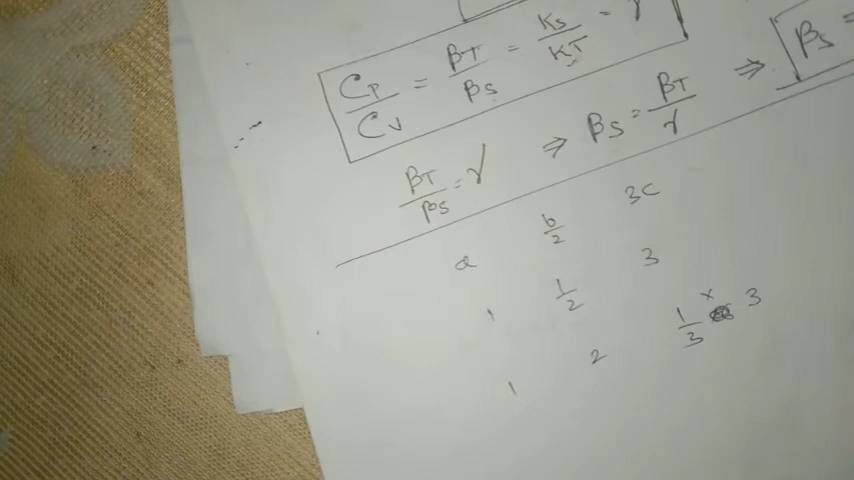 Cp/Cv = βT/βs = Ks/KT = γ
βT/βs = γ ⇒ βs = βT/γ ⇒ βs =
a b/2 3c
1 1/2 3
1 2 1/3 × 3